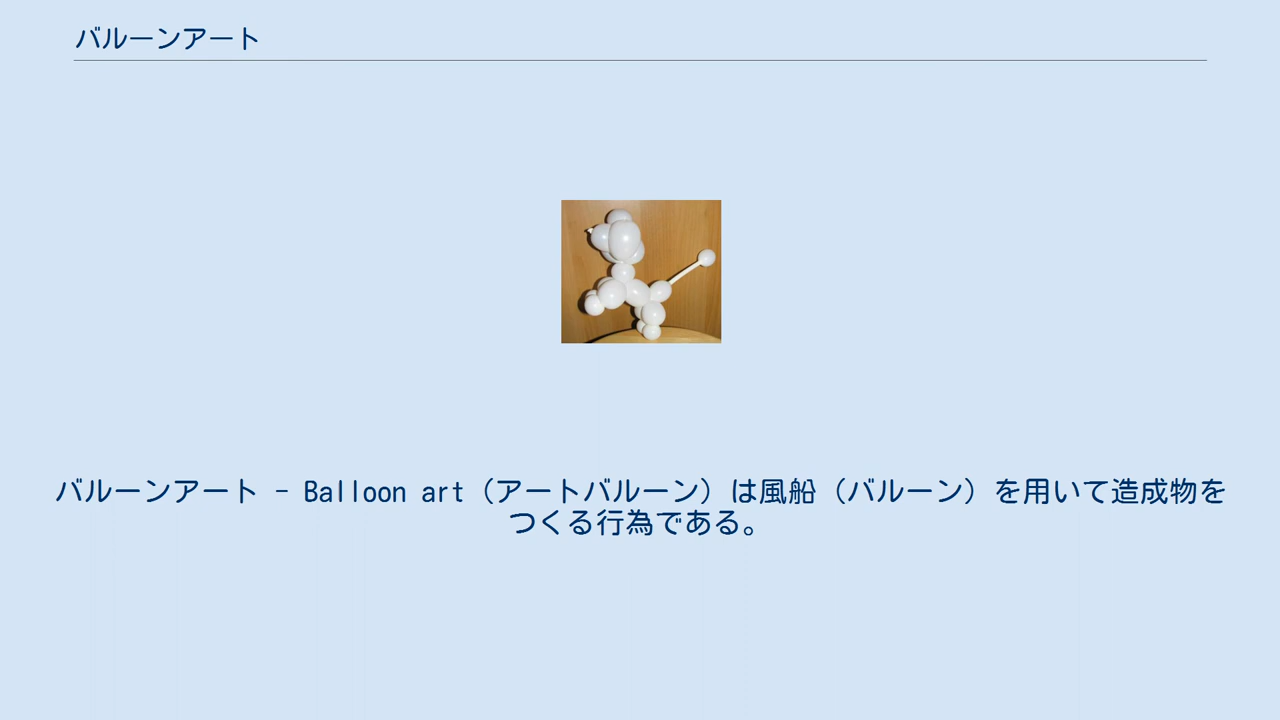 バルーンアート
バルーンアート － Balloon art（アートバルーン）は風船（バルーン）を用いて造成物を
つくる行為である。